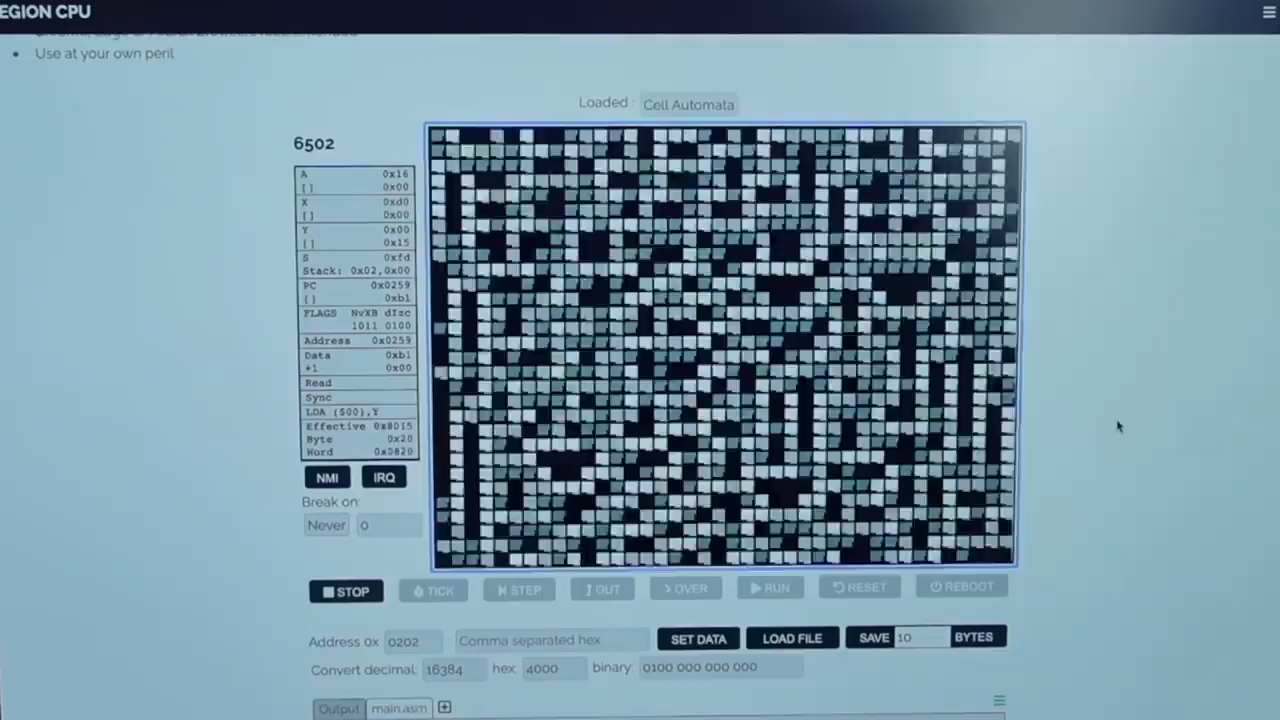 EGION CPU
Use at your own peril
Loaded : Cell Automata
6502
A 0x16
[] 0x00
X 0xd0
[] 0x00
Y 0x00
[] 0x15
S 0xfd
Stack: 0x02,0x00
PC 0x0259
[] 0xb1
FLAGS NvXB dIzc
1011 0100
Address 0x0259
Data 0xb1
+1 0x00
Read
Sync
LDA ($00),Y
Effective 0x8D15
Byte 0x20
Word 0x0820
NMI IRQ
Break on:
Never 0
STOP TICK STEP OUT OVER RUN RESET REBOOT
Address 0x 0202 : Comma separated hex SET DATA LOAD FILE SAVE 10 BYTES
Convert decimal: 16384 hex: 4000 binary: 0100 000 000 000
Output main.asm